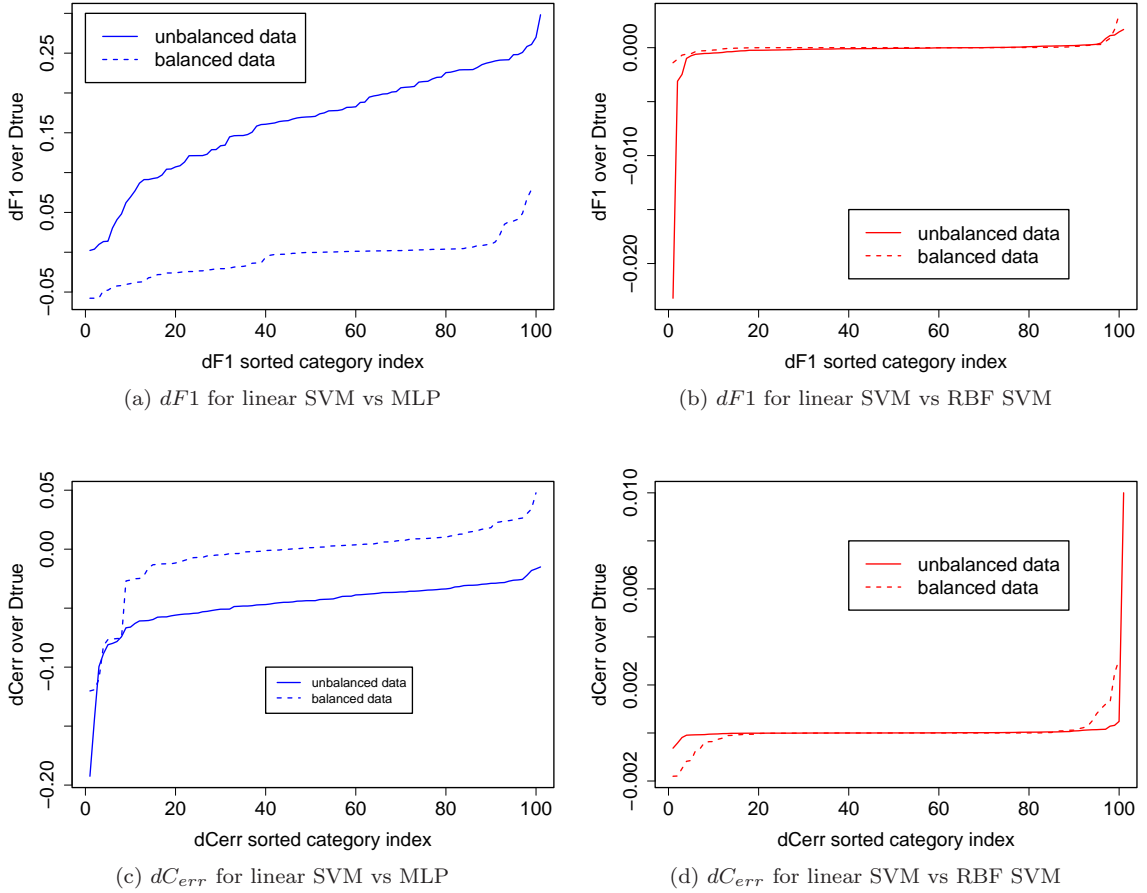 unbalanced data
balanced data
dF1 over Dtrue
−0.05 0.05 0.15 0.25
0 20 40 60 80 100
dF1 sorted category index
(a) dF1 for linear SVM vs MLP
unbalanced data
balanced data
dF1 over Dtrue
−0.020 −0.010 0.000
0 20 40 60 80 100
dF1 sorted category index
(b) dF1 for linear SVM vs RBF SVM
unbalanced data
balanced data
dCerr over Dtrue
−0.20 −0.10 0.00 0.05
0 20 40 60 80 100
dCerr sorted category index
(c) dCerr for linear SVM vs MLP
unbalanced data
balanced data
dCerr over Dtrue
−0.002 0.002 0.006 0.010
0 20 40 60 80 100
dCerr sorted category index
(d) dCerr for linear SVM vs RBF SVM